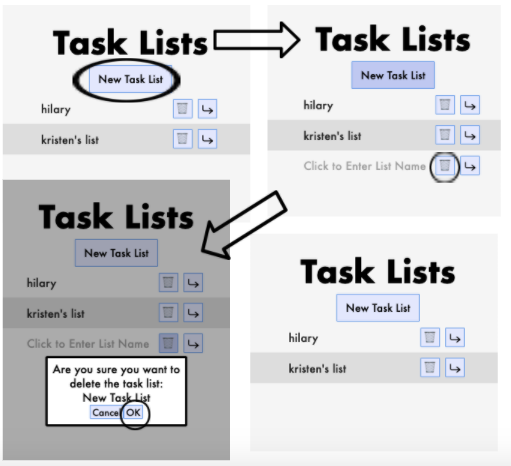 Task Lists
New Task List
hilary
kristen's list
Task Lists
New Task List
hilary
kristen's list
Click to Enter List Name
Task Lists
New Task List
hilary
kristen's list
Click to Enter List Name
Are you sure you want to
delete the task list:
New Task List
Cancel OK
Task Lists
New Task List
hilary
kristen's list